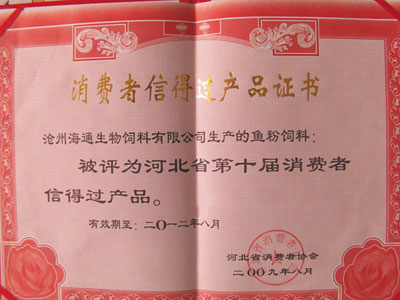 消费者信得过产品证书
沧州海通生物饲料有限公司生产的鱼粉饲料：
被评为河北省第十届消费者
信得过产品。
有效期至：二〇一二年八月
河北省消费者协会
二〇〇九年八月